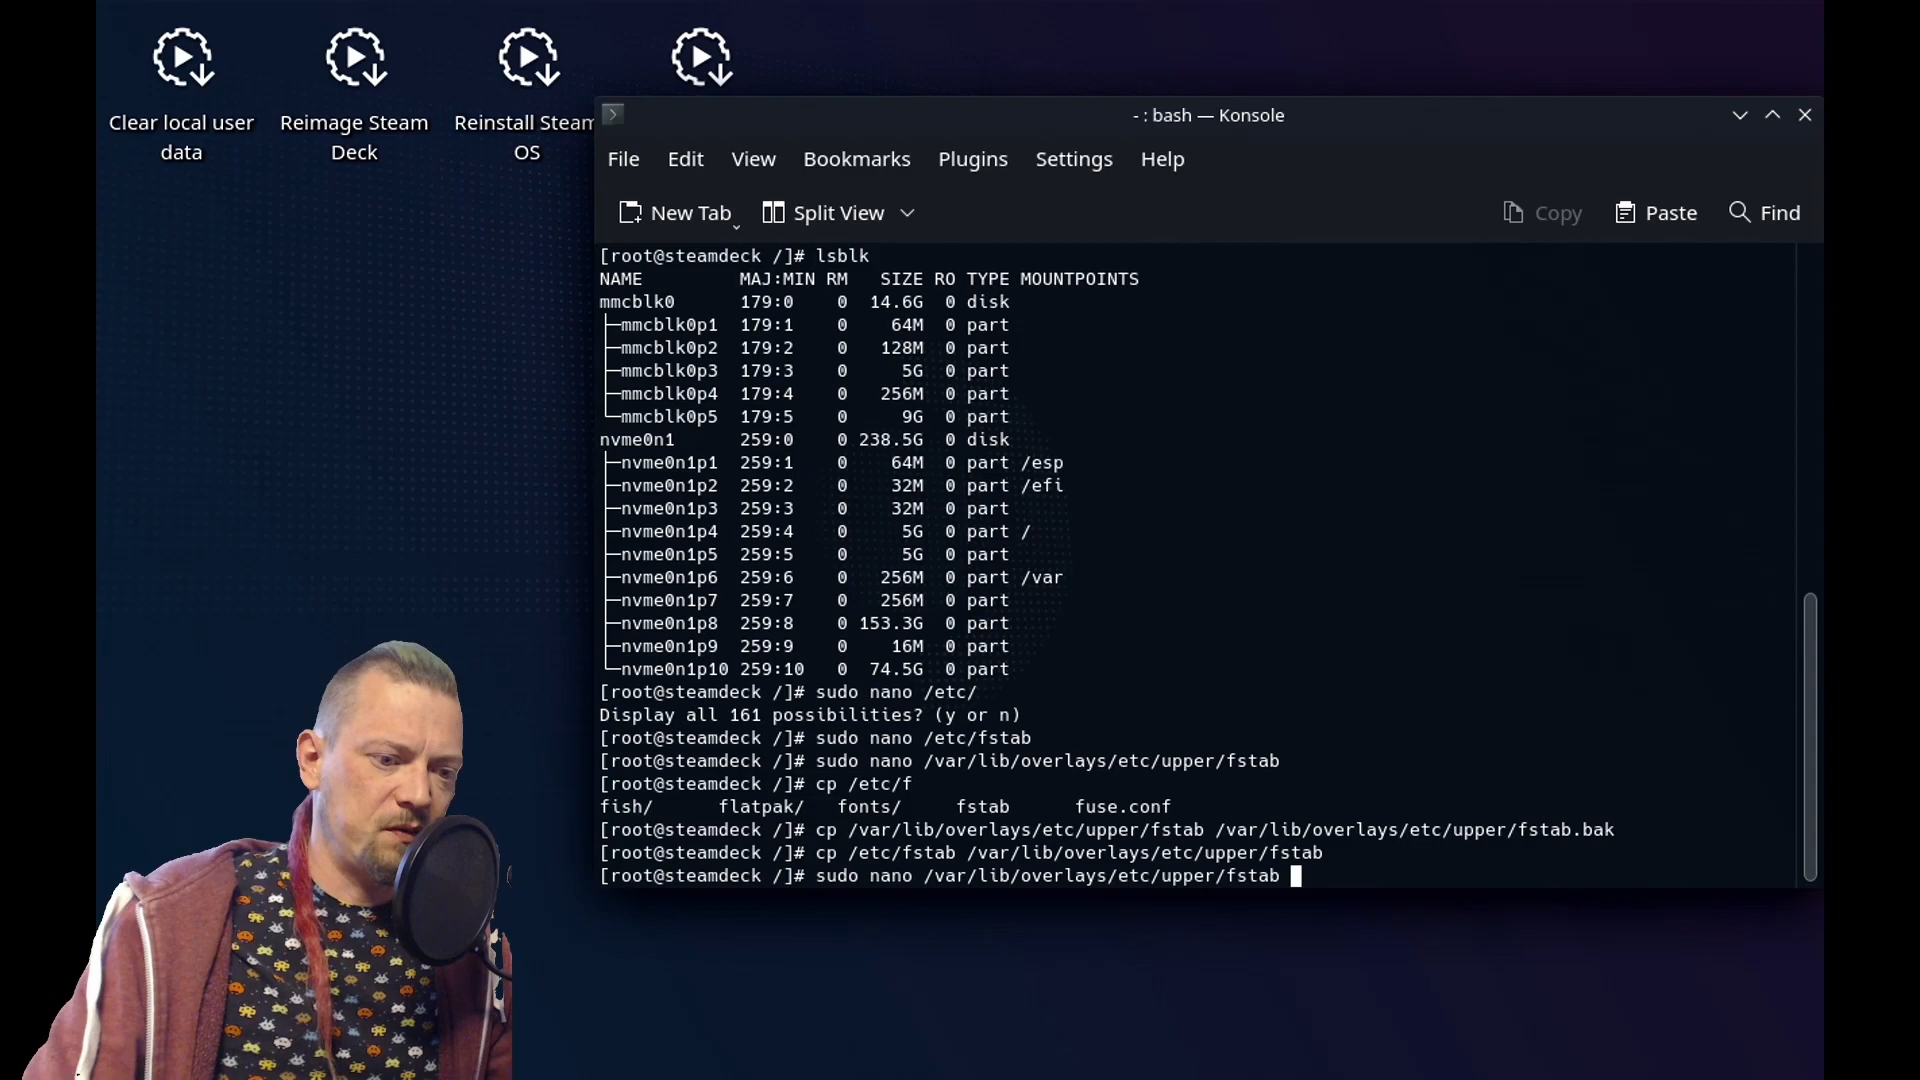 Clear local user
data
Reimage Steam
Deck
Reinstall Steam
OS
- : bash — Konsole
File Edit View Bookmarks Plugins Settings Help
New Tab Split View Copy Paste Find
[root@steamdeck /]# lsblk
NAME MAJ:MIN RM SIZE RO TYPE MOUNTPOINTS
mmcblk0 179:0 0 14.6G 0 disk
├─mmcblk0p1 179:1 0 64M 0 part
├─mmcblk0p2 179:2 0 128M 0 part
├─mmcblk0p3 179:3 0 5G 0 part
├─mmcblk0p4 179:4 0 256M 0 part
└─mmcblk0p5 179:5 0 9G 0 part
nvme0n1 259:0 0 238.5G 0 disk
├─nvme0n1p1 259:1 0 64M 0 part /esp
├─nvme0n1p2 259:2 0 32M 0 part /efi
├─nvme0n1p3 259:3 0 32M 0 part
├─nvme0n1p4 259:4 0 5G 0 part /
├─nvme0n1p5 259:5 0 5G 0 part
├─nvme0n1p6 259:6 0 256M 0 part /var
├─nvme0n1p7 259:7 0 256M 0 part
├─nvme0n1p8 259:8 0 153.3G 0 part
├─nvme0n1p9 259:9 0 16M 0 part
└─nvme0n1p10 259:10 0 74.5G 0 part
[root@steamdeck /]# sudo nano /etc/
Display all 161 possibilities? (y or n)
[root@steamdeck /]# sudo nano /etc/fstab
[root@steamdeck /]# sudo nano /var/lib/overlays/etc/upper/fstab
[root@steamdeck /]# cp /etc/f
fish/ flatpak/ fonts/ fstab fuse.conf
[root@steamdeck /]# cp /var/lib/overlays/etc/upper/fstab /var/lib/overlays/etc/upper/fstab.bak
[root@steamdeck /]# cp /etc/fstab /var/lib/overlays/etc/upper/fstab
[root@steamdeck /]# sudo nano /var/lib/overlays/etc/upper/fstab